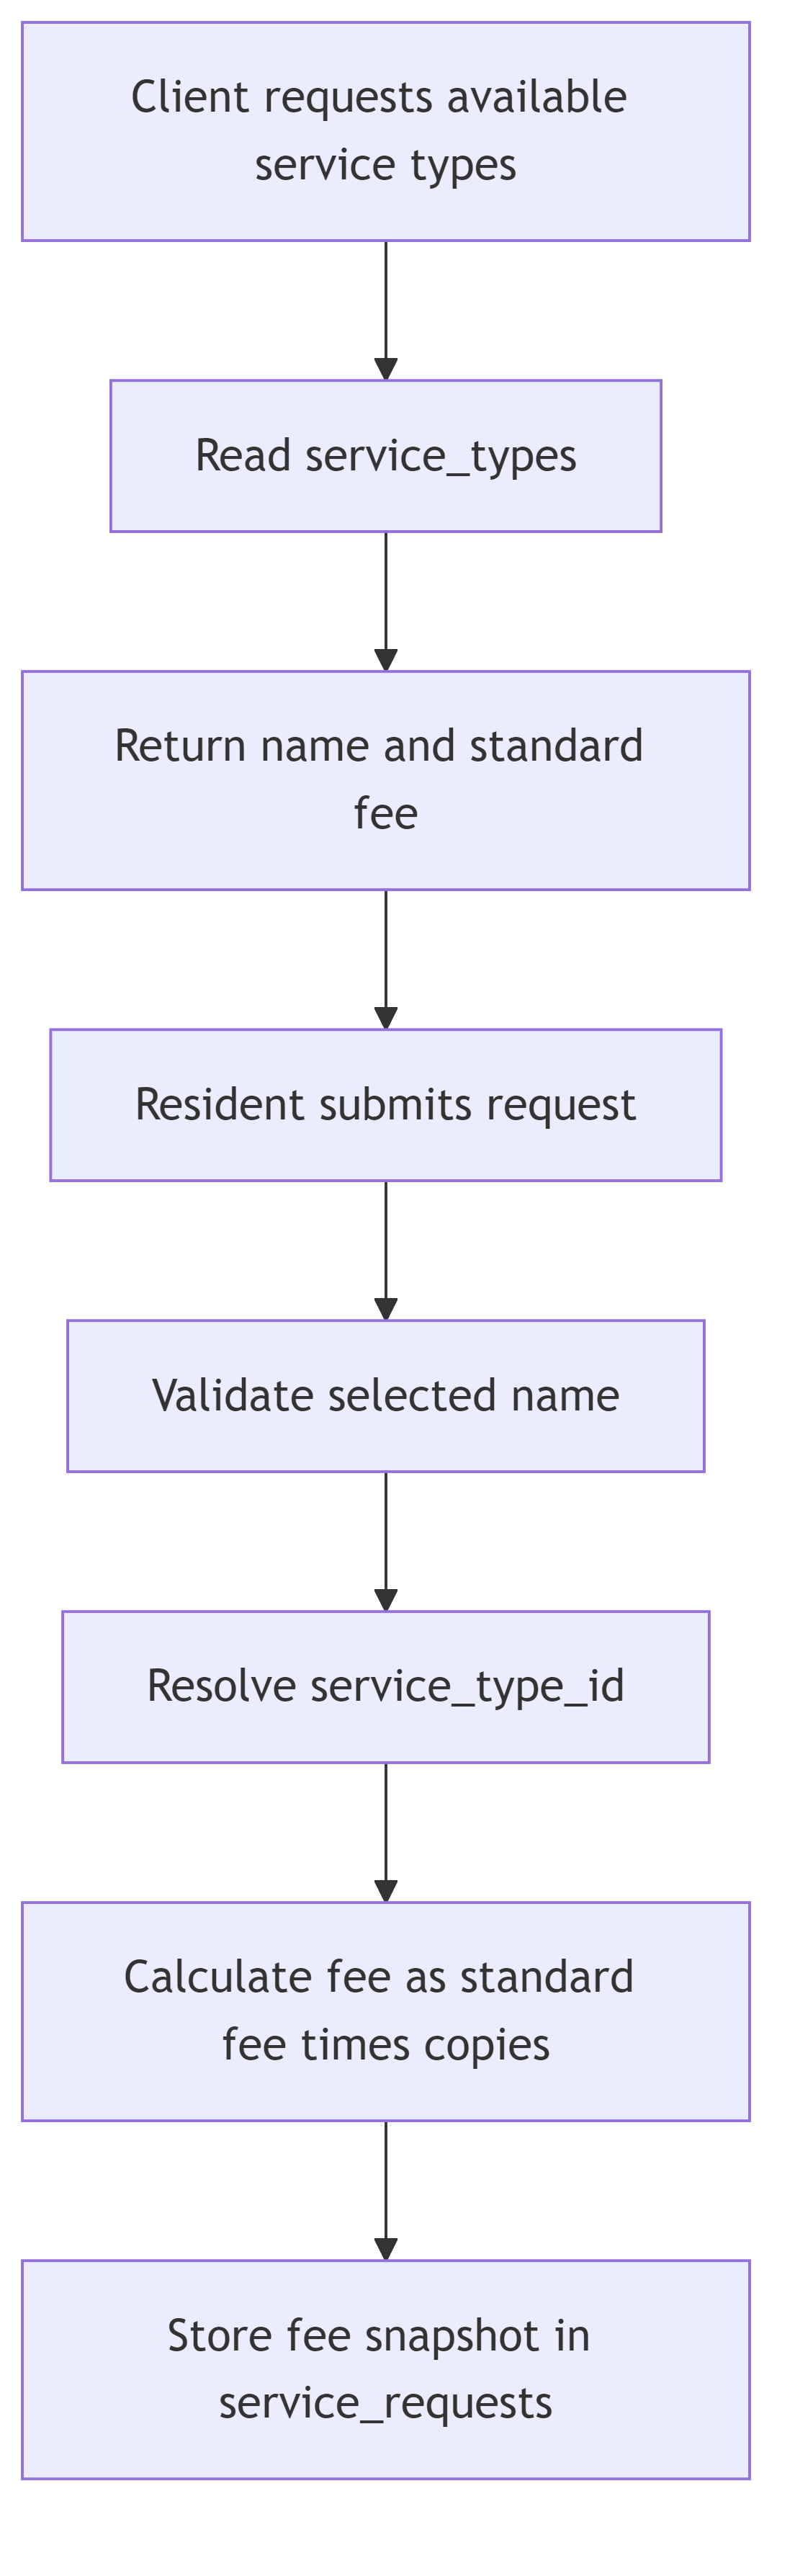 Client requests available
service types
Read service_types
Return name and standard
fee
Resident submits request
Validate selected name
Resolve service_type_id
Calculate fee as standard
fee times copies
Store fee snapshot in
service_requests